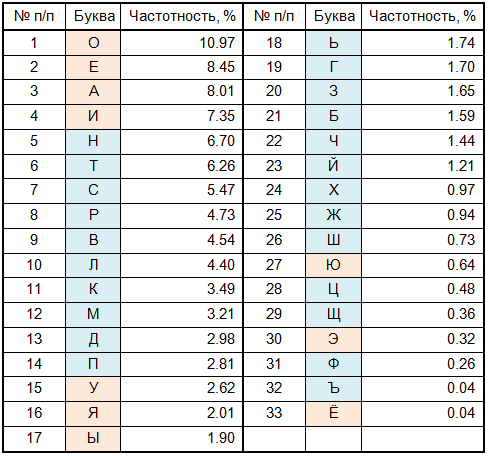 № п/п Буква Частотность, % № п/п Буква Частотность, %
1 О 10.97 18 Ь 1.74
2 Е 8.45 19 Г 1.70
3 А 8.01 20 З 1.65
4 И 7.35 21 Б 1.59
5 Н 6.70 22 Ч 1.44
6 Т 6.26 23 Й 1.21
7 С 5.47 24 Х 0.97
8 Р 4.73 25 Ж 0.94
9 В 4.54 26 Ш 0.73
10 Л 4.40 27 Ю 0.64
11 К 3.49 28 Ц 0.48
12 М 3.21 29 Щ 0.36
13 Д 2.98 30 Э 0.32
14 П 2.81 31 Ф 0.26
15 У 2.62 32 Ъ 0.04
16 Я 2.01 33 Ё 0.04
17 Ы 1.90